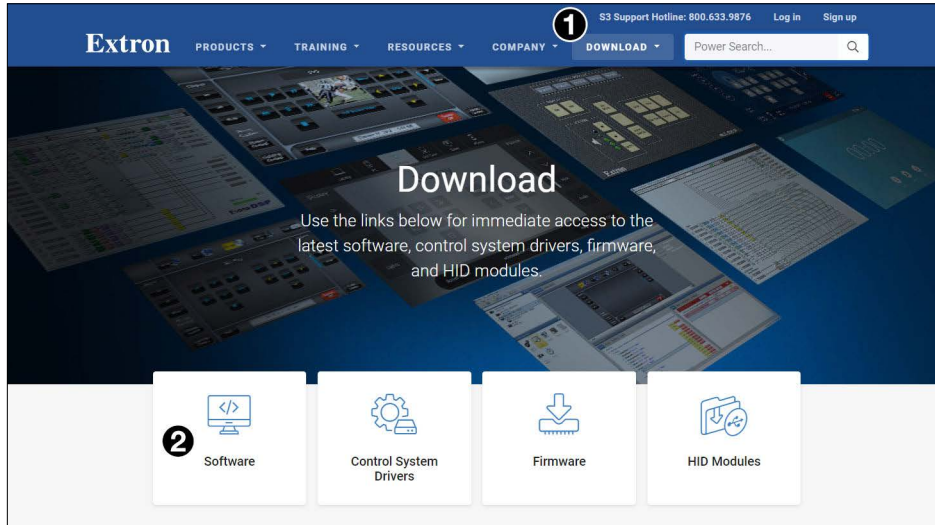 1
S3 Support Hotline: 800.633.9876 Log in Sign up
Extron PRODUCTS TRAINING RESOURCES COMPANY DOWNLOAD Power Search...
Download
Use the links below for immediate access to the
latest software, control system drivers, firmware,
and HID modules.
2
Software
Control System
Drivers
Firmware
HID Modules